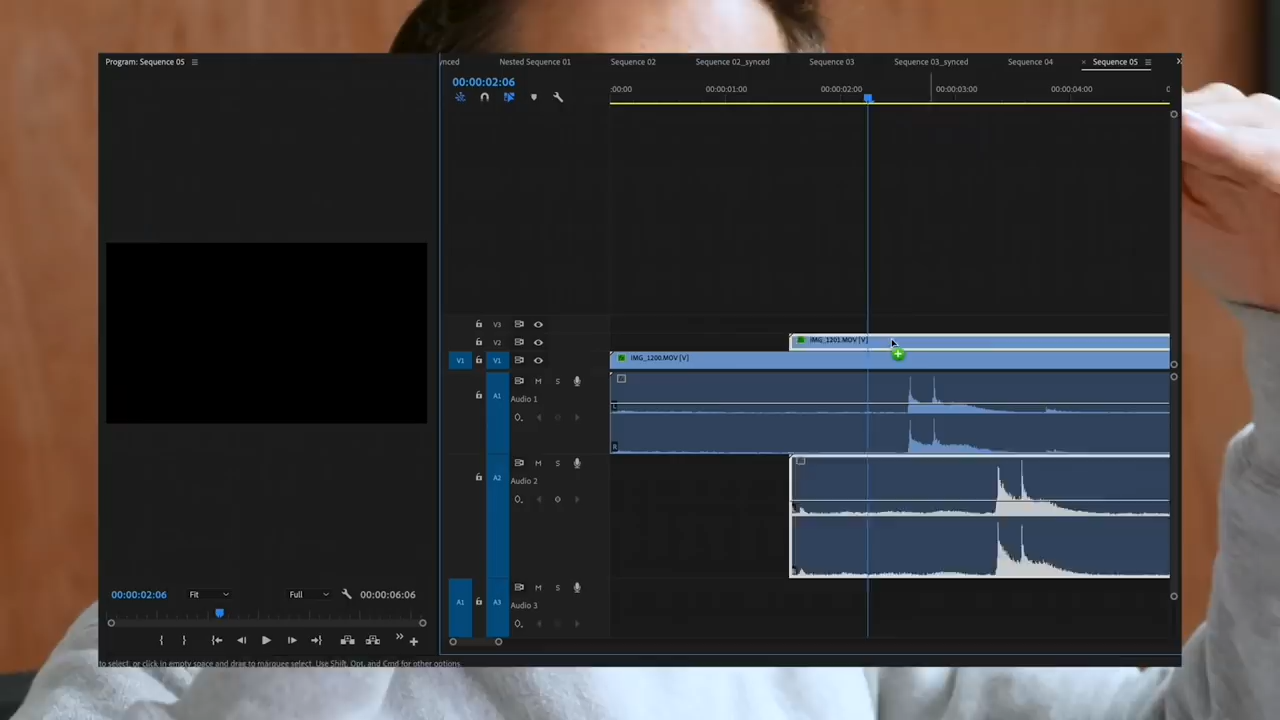 Program: Sequence 05
ynced Nested Sequence 01 Sequence 02 Sequence 02_synced Sequence 03 Sequence 03_synced Sequence 04 × Sequence 05
00:00:02:06
:00:00 00:00:01:00 00:00:02:00 00:00:03:00 00:00:04:00 0
V3
V2 IMG_1201.MOV [V]
V1 V1 IMG_1200.MOV [V]
M S
A1 Audio 1
L
R
M S
A2 Audio 2
M S
A1 A3 Audio 3
00:00:02:06 Fit Full 00:00:06:06
to select, or click in empty space and drag to marquee select. Use Shift, Opt, and Cmd for other options.